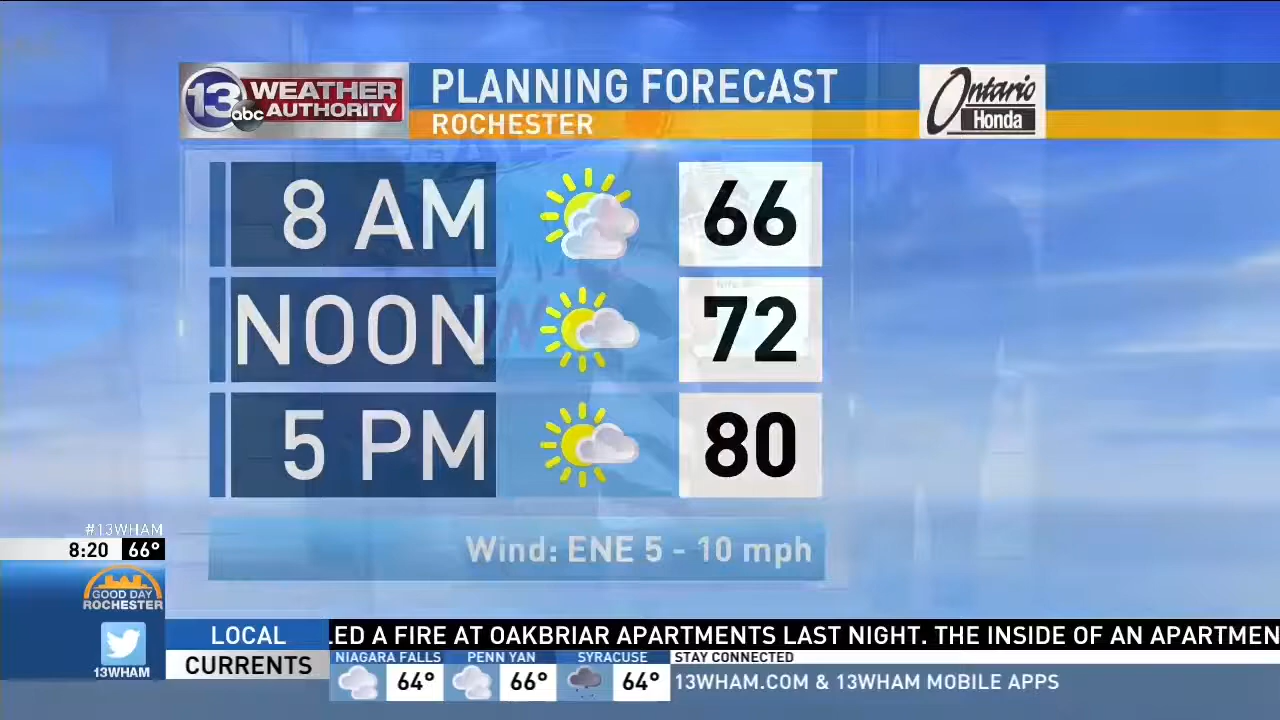 13 WEATHER
abc AUTHORITY
PLANNING FORECAST
ROCHESTER
Ontario
Honda
8 AM
66
NOON
72
5 PM
80
Wind: ENE 5 - 10 mph
#13WHAM
8:20 66°
GOOD DAY
ROCHESTER
13WHAM
LOCAL
.ED A FIRE AT OAKBRIAR APARTMENTS LAST NIGHT. THE INSIDE OF AN APARTMEN
CURRENTS
NIAGARA FALLS PENN YAN SYRACUSE STAY CONNECTED
64° 66° 64° 13WHAM.COM & 13WHAM MOBILE APPS